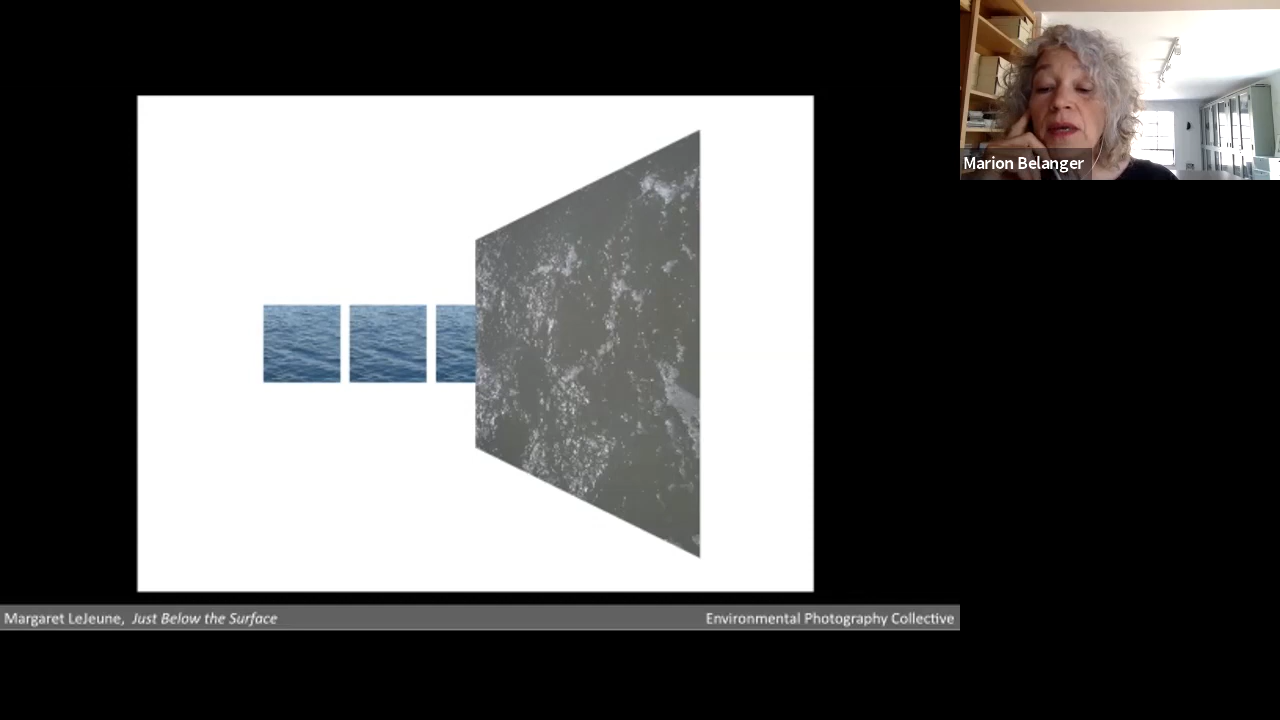 Marion Belanger
Margaret LeJeune, Just Below the Surface
Environmental Photography Collective